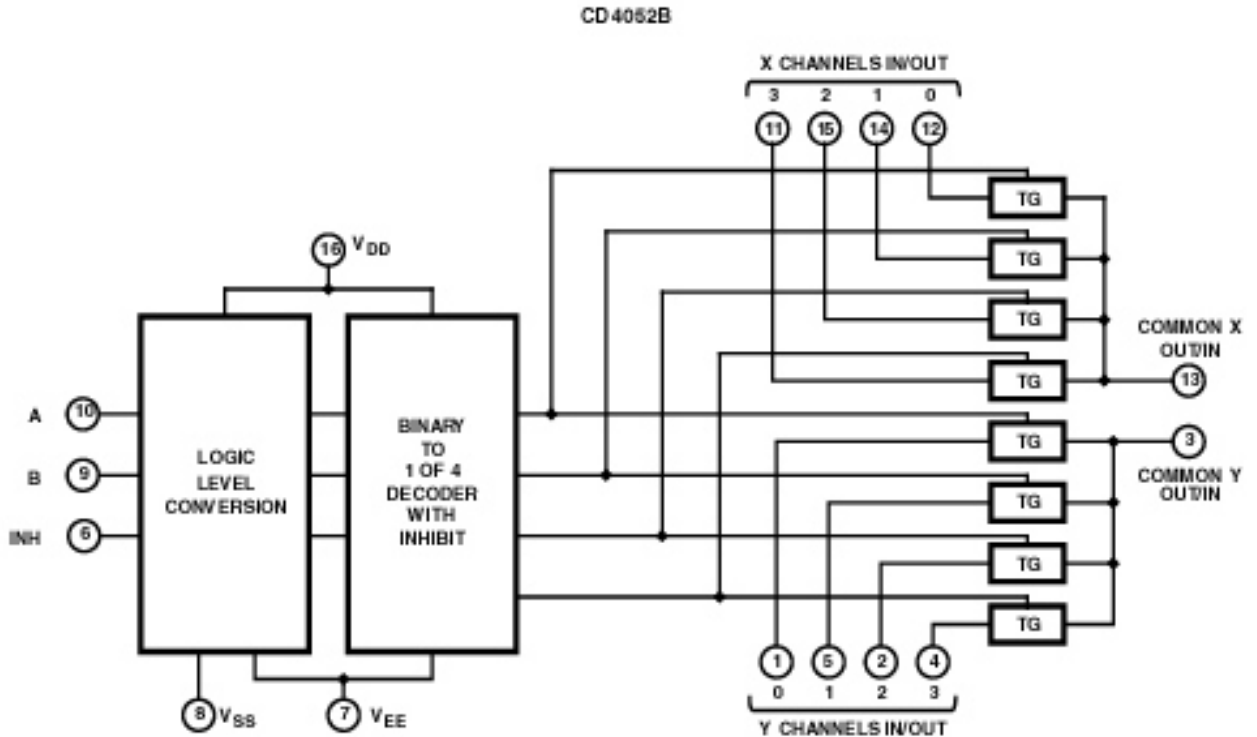 CD4052B
X CHANNELS IN/OUT
3 2 1 0
11 15 14 12
TG
16 VDD
TG
TG
COMMON X
OUT/IN
TG
13
A 10
LOGIC
LEVEL
CONVERSION
BINARY
TO
1 OF 4
DECODER
WITH
INHIBIT
TG
3
B 9
COMMON Y
OUT/IN
TG
INH 6
TG
TG
1 5 2 4
0 1 2 3
8 VSS
7 VEE
Y CHANNELS IN/OUT